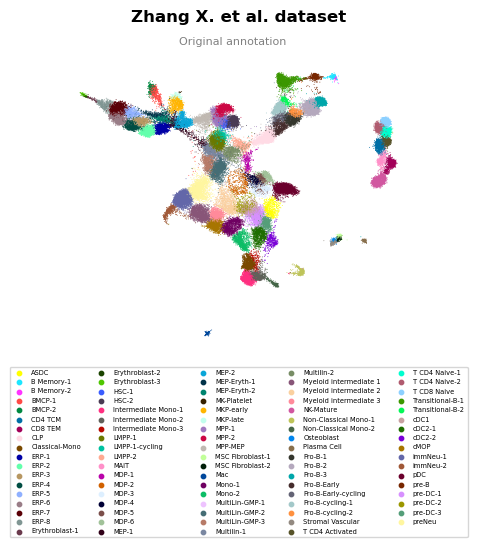 Zhang X. et al. dataset
Original annotation
ASDC
B Memory-1
B Memory-2
BMCP-1
BMCP-2
CD4 TCM
CD8 TEM
CLP
Classical-Mono
ERP-1
ERP-2
ERP-3
ERP-4
ERP-5
ERP-6
ERP-7
ERP-8
Erythroblast-1
Erythroblast-2
Erythroblast-3
HSC-1
HSC-2
Intermediate Mono-1
Intermediate Mono-2
Intermediate Mono-3
LMPP-1
LMPP-1-cycling
LMPP-2
MAIT
MDP-1
MDP-2
MDP-3
MDP-4
MDP-5
MDP-6
MEP-1
MEP-2
MEP-Eryth-1
MEP-Eryth-2
MK-Platelet
MKP-early
MKP-late
MPP-1
MPP-2
MPP-MEP
MSC Fibroblast-1
MSC Fibroblast-2
Mac
Mono-1
Mono-2
MultiLin-GMP-1
MultiLin-GMP-2
MultiLin-GMP-3
Multilin-1
Multilin-2
Myeloid intermediate 1
Myeloid intermediate 2
Myeloid intermediate 3
NK-Mature
Non-Classical Mono-1
Non-Classical Mono-2
Osteoblast
Plasma Cell
Pro-B-1
Pro-B-2
Pro-B-3
Pro-B-Early
Pro-B-Early-cycling
Pro-B-cycling-1
Pro-B-cycling-2
Stromal Vascular
T CD4 Activated
T CD4 Naive-1
T CD4 Naive-2
T CD8 Naive
Transitional-B-1
Transitional-B-2
cDC1
cDC2-1
cDC2-2
cMOP
immNeu-1
immNeu-2
pDC
pre-B
pre-DC-1
pre-DC-2
pre-DC-3
preNeu